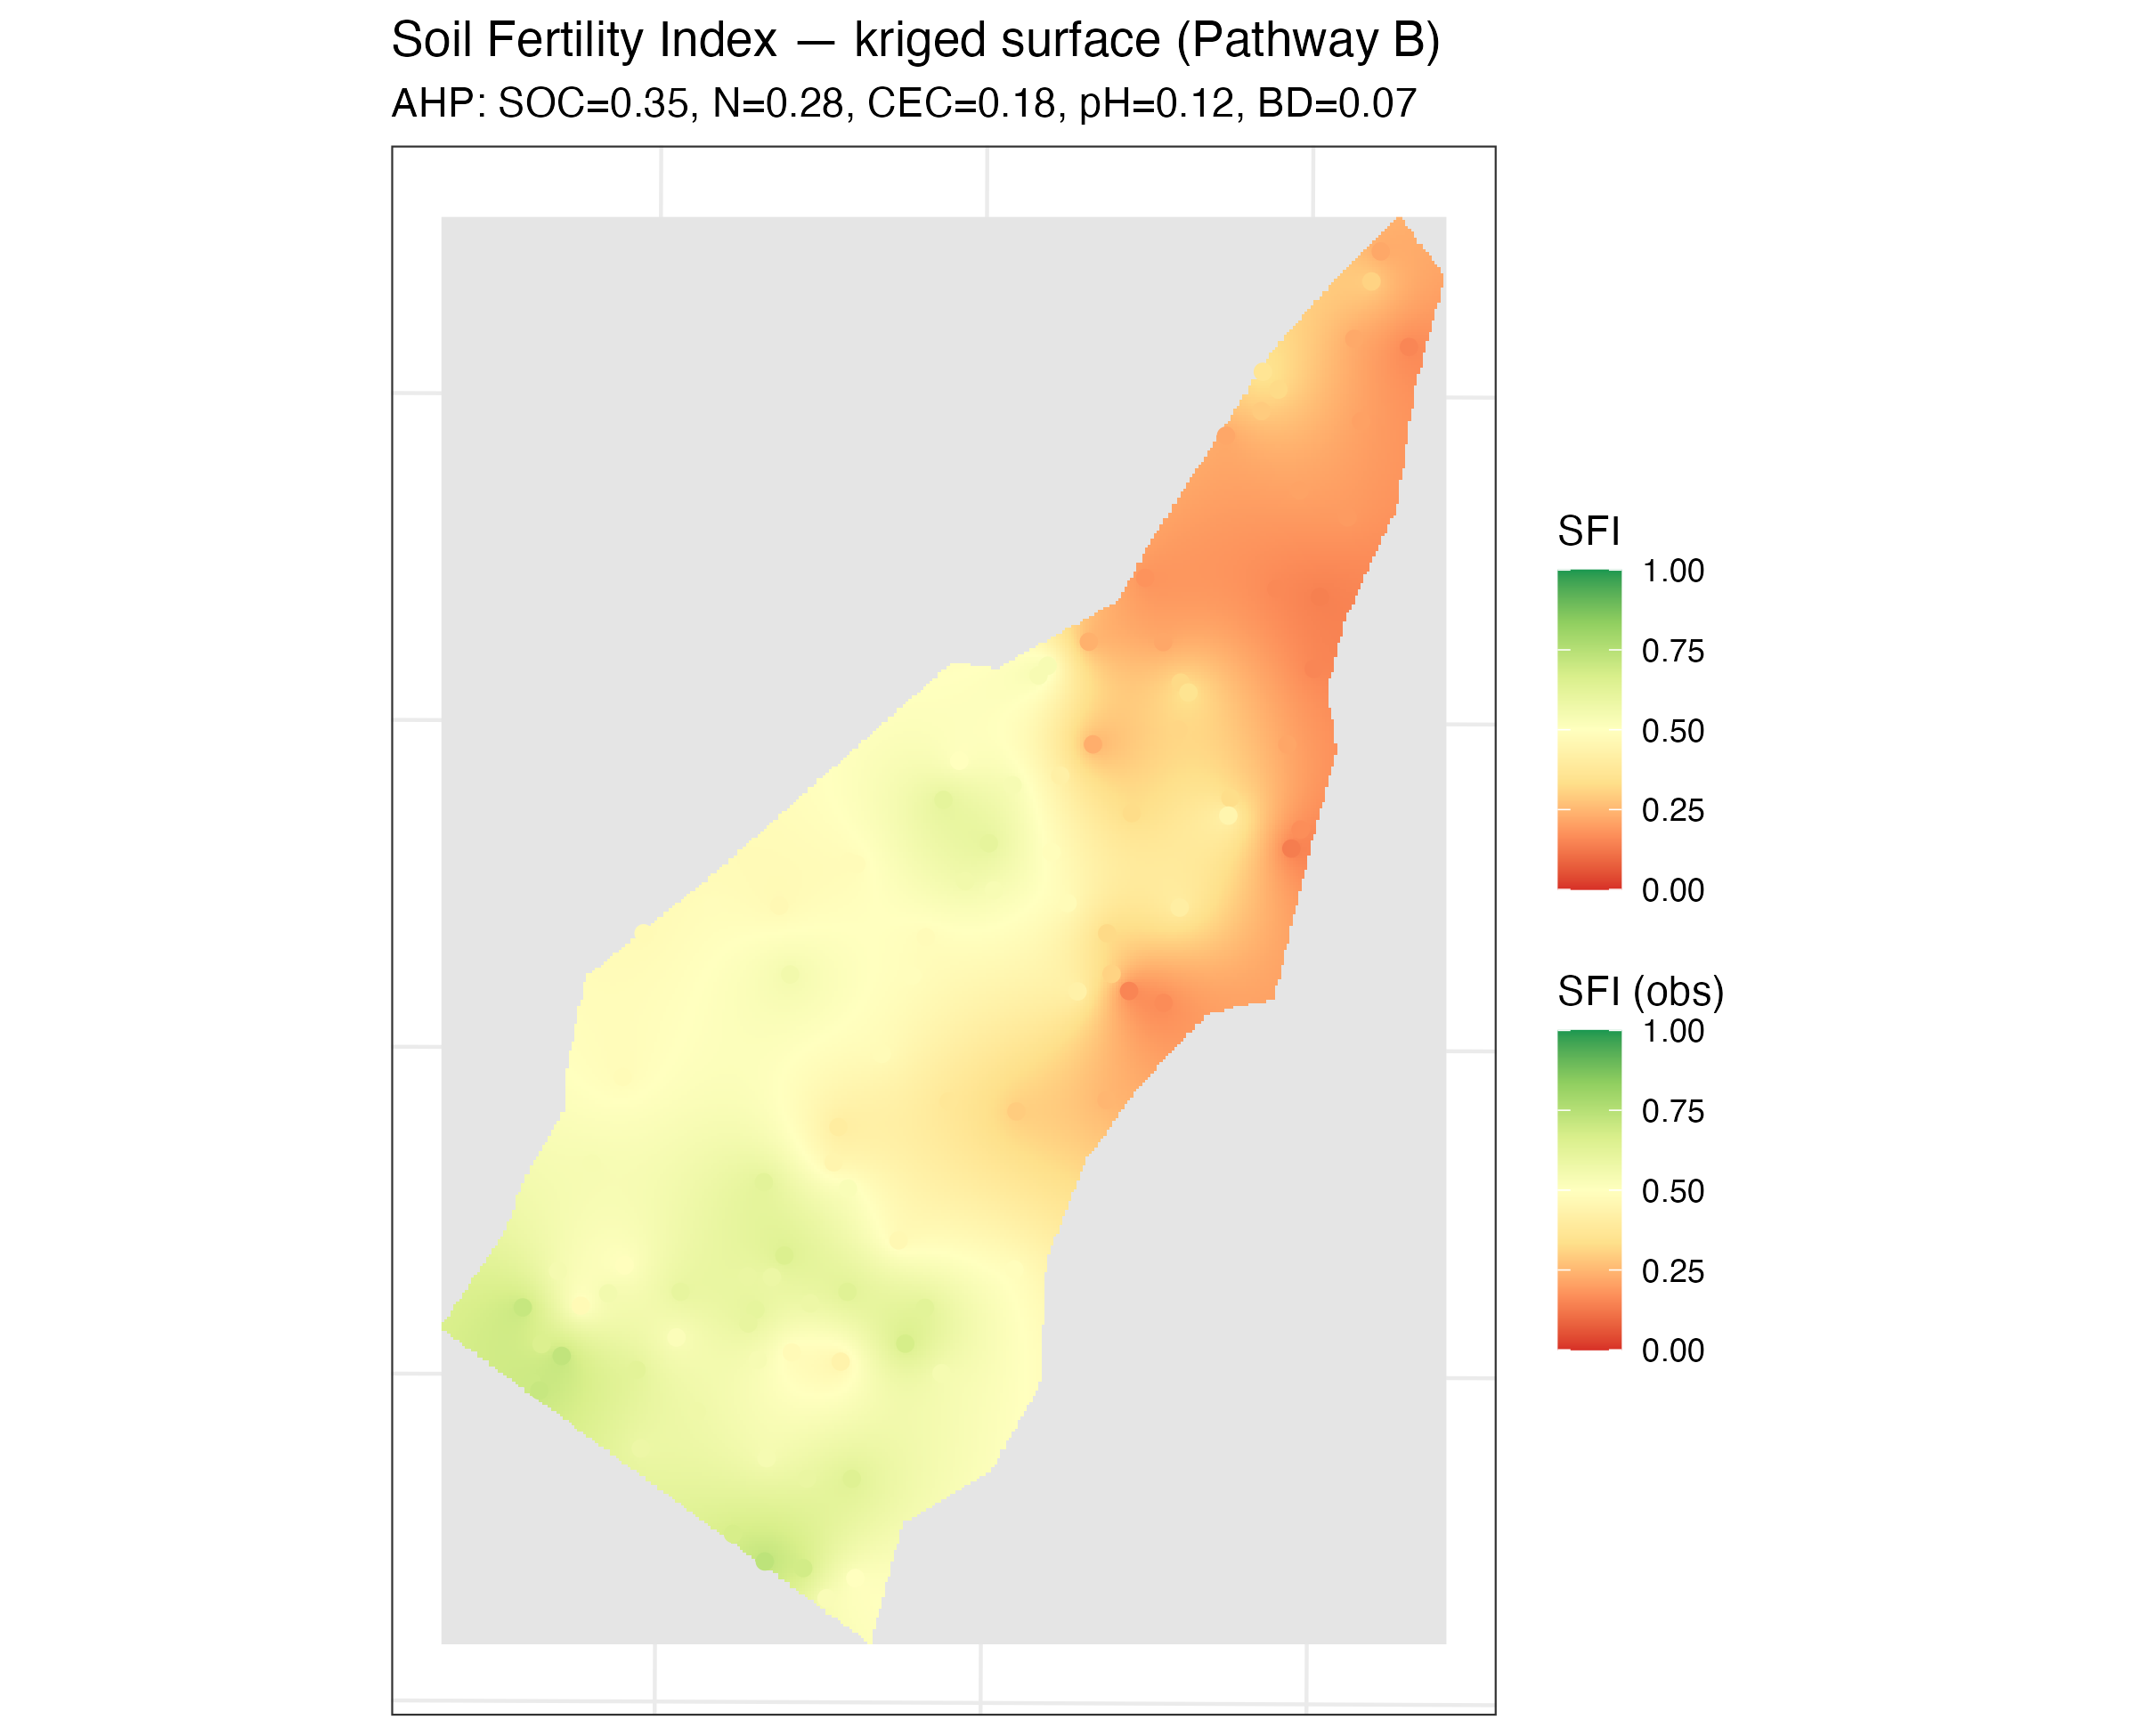 Soil Fertility Index — kriged surface (Pathway B)
AHP: SOC=0.35, N=0.28, CEC=0.18, pH=0.12, BD=0.07
SFI
1.00
0.75
0.50
0.25
0.00
SFI (obs)
1.00
0.75
0.50
0.25
0.00